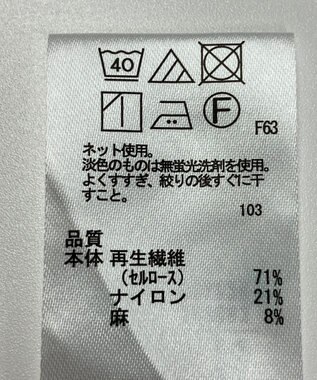 40
F
F63
ネット使用。
淡色のものは無蛍光洗剤を使用。
よくすすぎ、絞りの後すぐに干
すこと。
103
品質
本体 再生繊維
(セルロース) 71%
ナイロン 21%
麻 8%